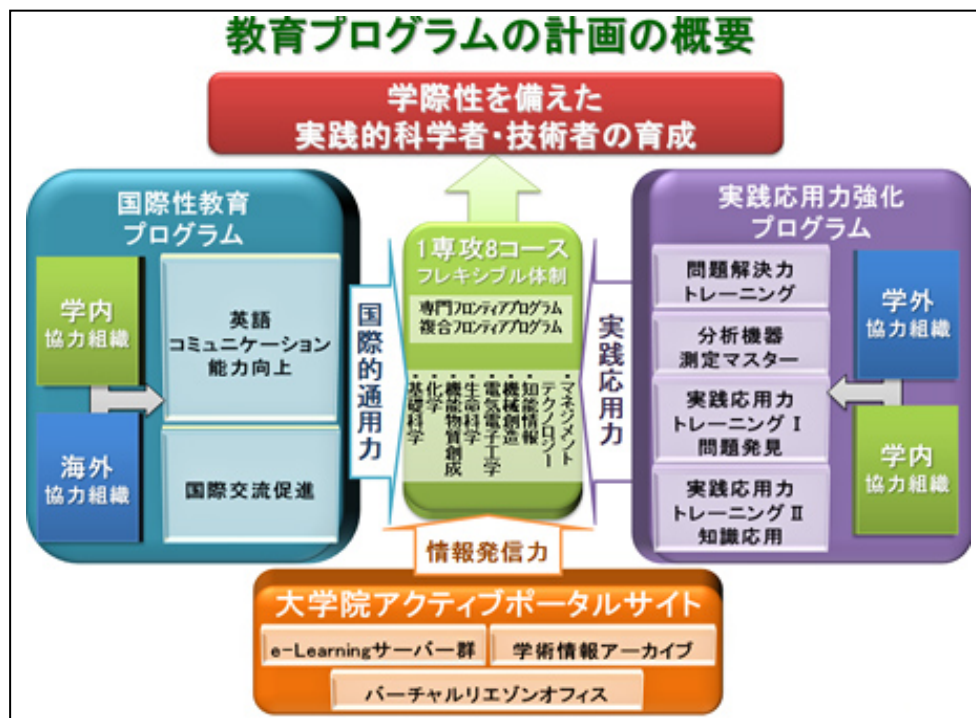 教育プログラムの計画の概要
学際性を備えた
実践的科学者・技術者の育成
国際性教育
プログラム
学内
協力組織
海外
協力組織
英語
コミュニケーション
能力向上
国際交流促進
国際的通用力
1専攻8コース
フレキシブル体制
専門フロンティアプログラム
複合フロンティアプログラム
・基礎科学
・化学
・機能物質創成
・生命科学
・電気電子工学
・機械創造
・知能情報
・テクノロジー
マネジメント
実践応用力
実践応用力強化
プログラム
問題解決力
トレーニング
分析機器
測定マスター
実践応用力
トレーニングⅠ
問題発見
実践応用力
トレーニングⅡ
知識応用
学外
協力組織
学内
協力組織
情報発信力
大学院アクティブポータルサイト
e-Learningサーバー群
学術情報アーカイブ
バーチャルリエゾンオフィス